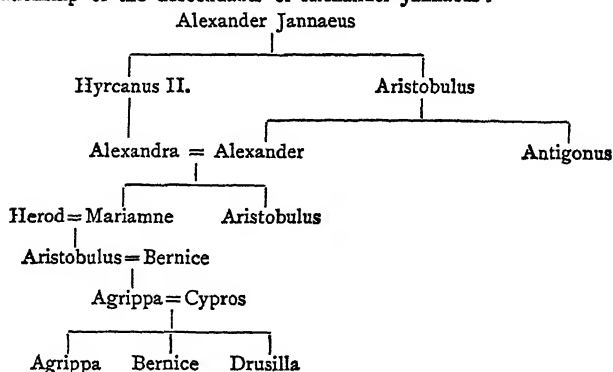 Alexander Jannaeus
Hyrcanus II. Aristobulus
Alexandra = Alexander Antigonus
Herod=Mariamne Aristobulus
Aristobulus=Bernice
Agrippa=Cypros
Agrippa Bernice Drusilla